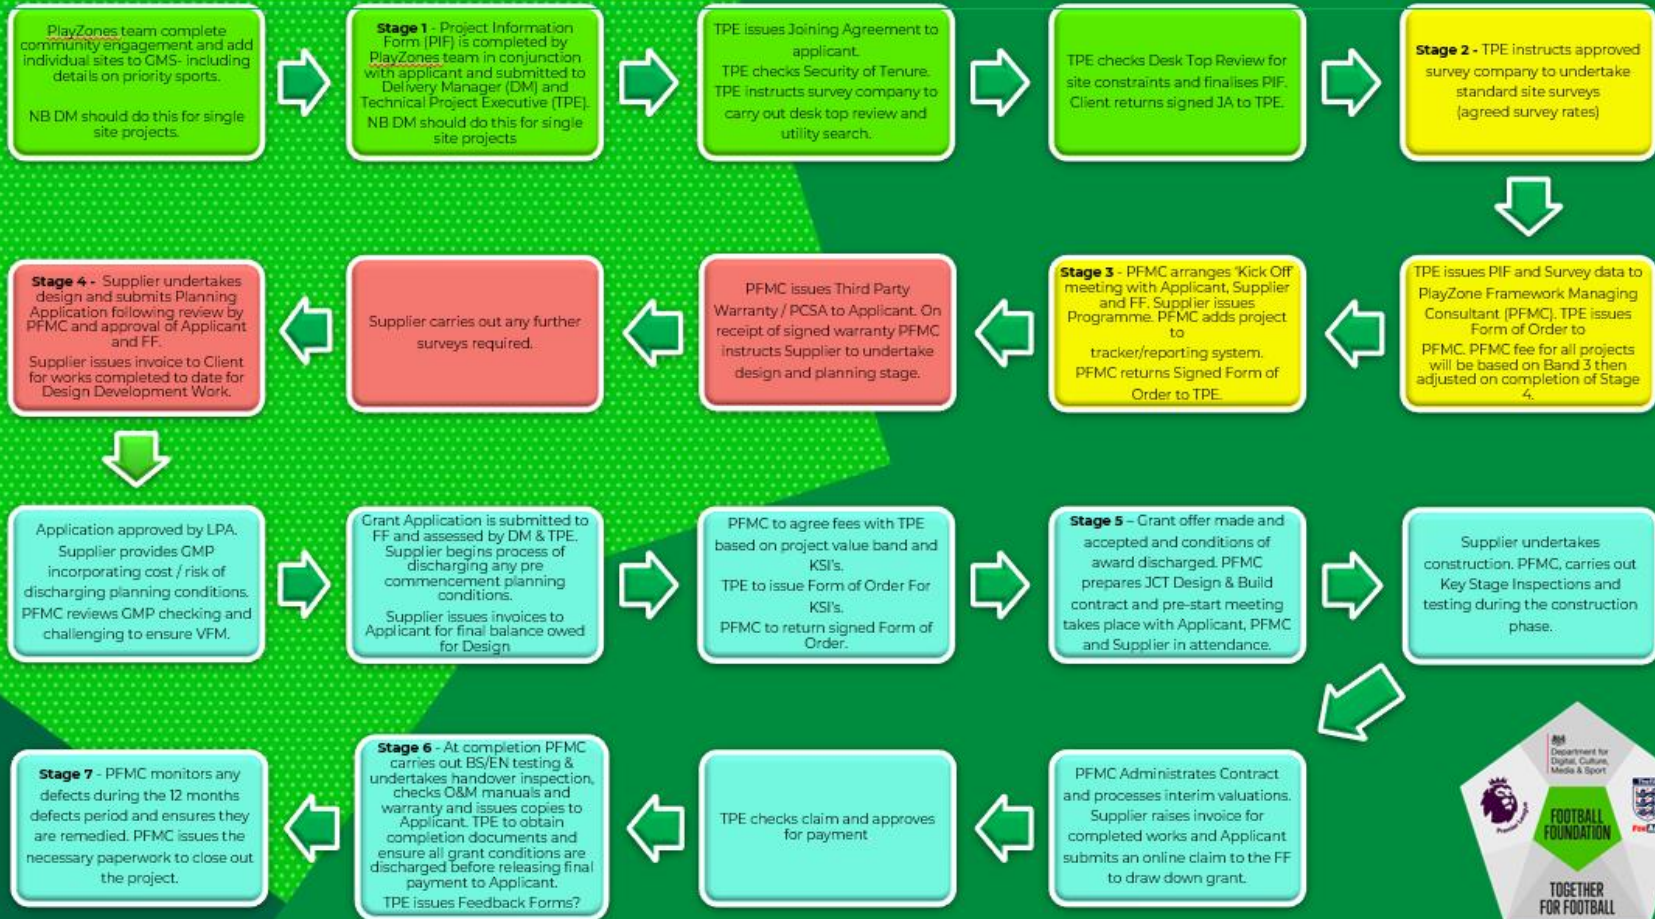 PlayZones team complete
community engagement and add
individual sites to GMS- including
details on priority sports.
NB DM should do this for single
site projects.
Stage 1 - Project Information
Form (PIF) is completed by
PlayZones team in conjunction
with applicant and submitted to
Delivery Manager (DM) and
Technical Project Executive (TPE).
NB DM should do this for single
site projects
TPE issues Joining Agreement to
applicant.
TPE checks Security of Tenure.
TPE instructs survey company to
carry out desk top review and
utility search.
TPE checks Desk Top Review for
site constraints and finalises PIF.
Client returns signed JA to TPE.
Stage 2 - TPE instructs approved
survey company to undertake
standard site surveys
(agreed survey rates)
TPE issues PIF and Survey data to
PlayZone Framework Managing
Consultant (PFMC). TPE issues
Form of Order to
PFMC. PFMC fee for all projects
will be based on Band 3 then
adjusted on completion of Stage
4.
Stage 3 - PFMC arranges 'Kick Off'
meeting with Applicant, Supplier
and FF. Supplier issues
Programme. PFMC adds project
to
tracker/reporting system.
PFMC returns Signed Form of
Order to TPE.
PFMC issues Third Party
Warranty / PCSA to Applicant. On
receipt of signed warranty PFMC
instructs Supplier to undertake
design and planning stage.
Supplier carries out any further
surveys required.
Stage 4 - Supplier undertakes
design and submits Planning
Application following review by
PFMC and approval of Applicant
and FF.
Supplier issues invoice to Client
for works completed to date for
Design Development Work.
Application approved by LPA.
Supplier provides GMP
incorporating cost / risk of
discharging planning conditions.
PFMC reviews GMP checking and
challenging to ensure VFM.
Grant Application is submitted to
FF and assessed by DM & TPE.
Supplier begins process of
discharging any pre
commencement planning
conditions.
Supplier issues invoices to
Applicant for final balance owed
for Design
PFMC to agree fees with TPE
based on project value band and
KSI's.
TPE to issue Form of Order For
KSI's.
PFMC to return signed Form of
Order.
Stage 5 – Grant offer made and
accepted and conditions of
award discharged. PFMC
prepares JCT Design & Build
contract and pre-start meeting
takes place with Applicant, PFMC
and Supplier in attendance.
Supplier undertakes
construction. PFMC, carries out
Key Stage Inspections and
testing during the construction
phase.
PFMC Administrates Contract
and processes interim valuations.
Supplier raises invoice for
completed works and Applicant
submits an online claim to the FF
to draw down grant.
TPE checks claim and approves
for payment
Stage 6 - At completion PFMC
carries out BS/EN testing &
undertakes handover inspection,
checks O&M manuals and
warranty and issues copies to
Applicant. TPE to obtain
completion documents and
ensure all grant conditions are
discharged before releasing final
payment to Applicant.
TPE issues Feedback Forms?
Stage 7 - PFMC monitors any
defects during the 12 months
defects period and ensures they
are remedied. PFMC issues the
necessary paperwork to close out
the project.
Department for
Digital, Culture,
Media & Sport
Premier League
FOOTBALL
FOUNDATION
TOGETHER
FOR FOOTBALL